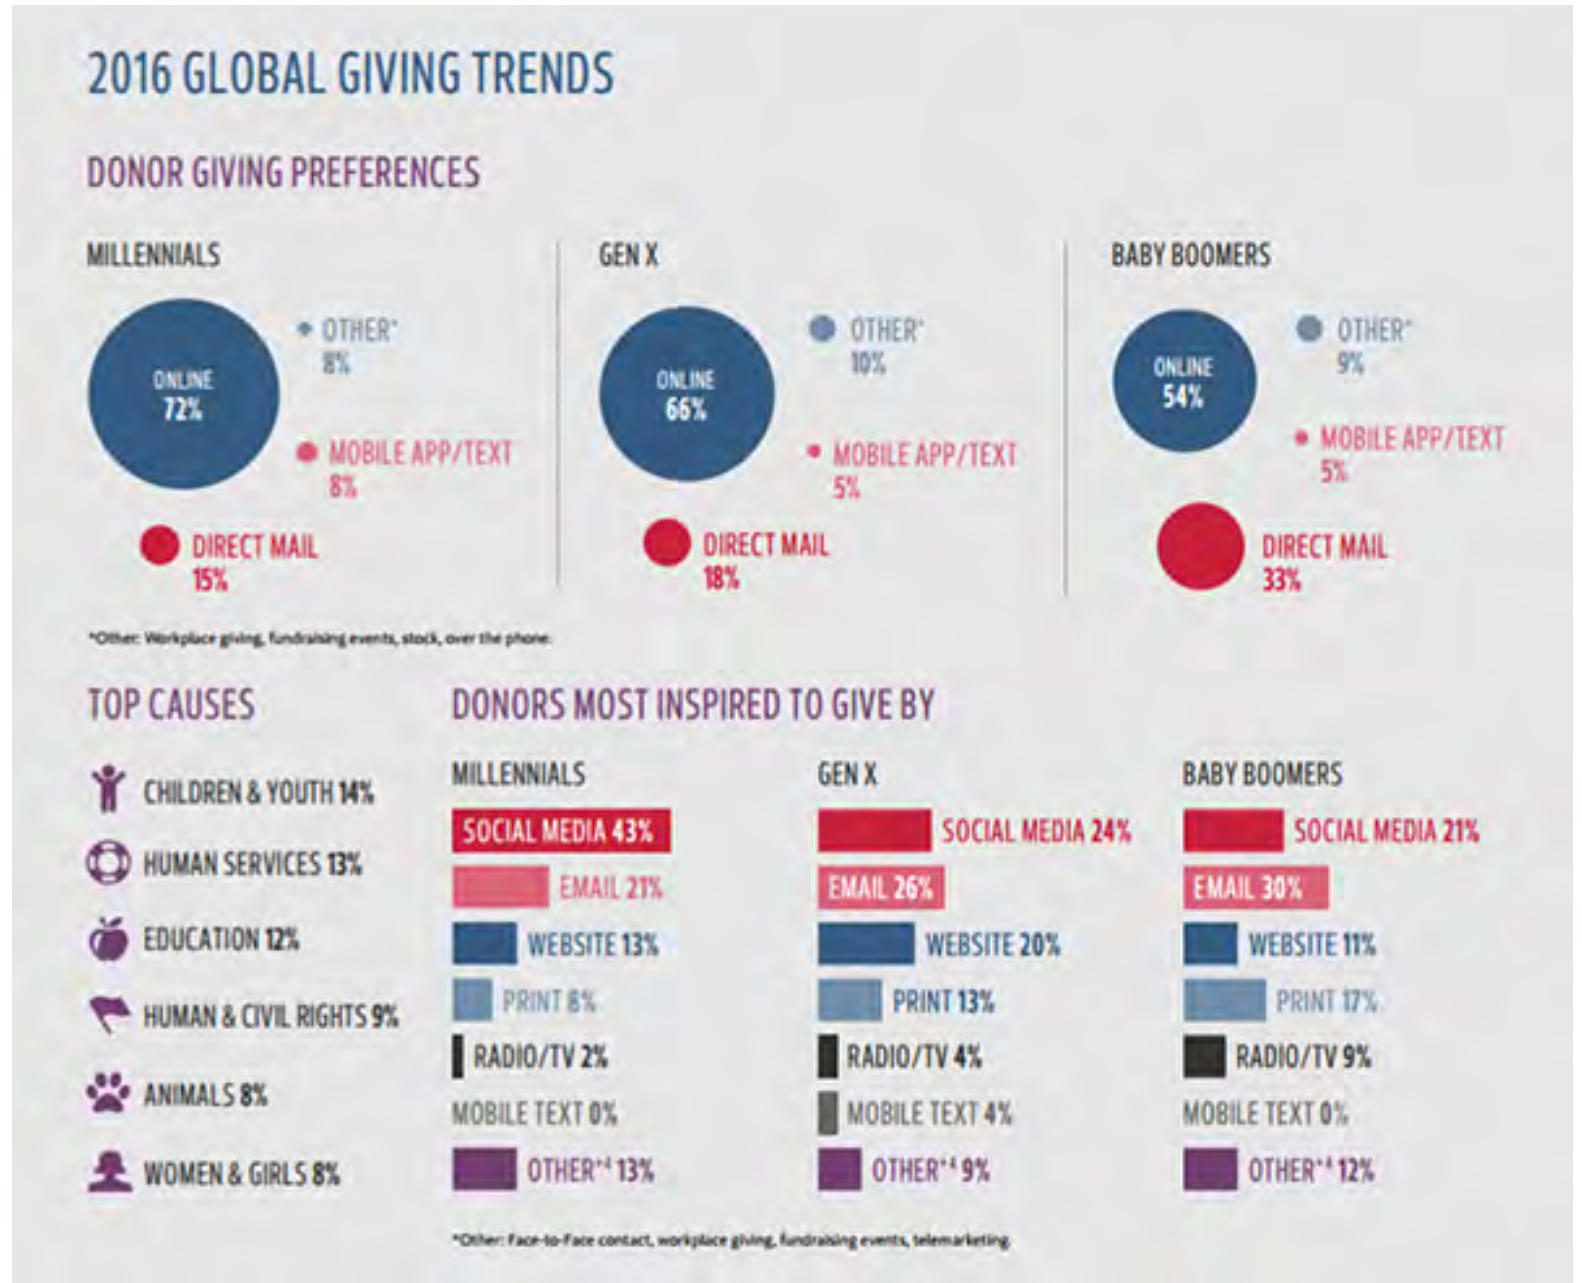 2016 GLOBAL GIVING TRENDS
DONOR GIVING PREFERENCES
MILLENNIALS
ONLINE
72%
OTHER*
8%
MOBILE APP/TEXT
8%
DIRECT MAIL
15%
GEN X
ONLINE
66%
OTHER*
10%
MOBILE APP/TEXT
5%
DIRECT MAIL
18%
BABY BOOMERS
ONLINE
54%
OTHER*
9%
MOBILE APP/TEXT
5%
DIRECT MAIL
33%
*Other: Workplace giving, fundraising events, stock, over the phone.
TOP CAUSES
CHILDREN & YOUTH 14%
HUMAN SERVICES 13%
EDUCATION 12%
HUMAN & CIVIL RIGHTS 9%
ANIMALS 8%
WOMEN & GIRLS 8%
DONORS MOST INSPIRED TO GIVE BY
MILLENNIALS
SOCIAL MEDIA 43%
EMAIL 21%
WEBSITE 13%
PRINT 8%
RADIO/TV 2%
MOBILE TEXT 0%
OTHER*⁴ 13%
GEN X
SOCIAL MEDIA 24%
EMAIL 26%
WEBSITE 20%
PRINT 13%
RADIO/TV 4%
MOBILE TEXT 4%
OTHER*⁴ 9%
BABY BOOMERS
SOCIAL MEDIA 21%
EMAIL 30%
WEBSITE 11%
PRINT 17%
RADIO/TV 9%
MOBILE TEXT 0%
OTHER*⁴ 12%
*Other: Face-to-Face contact, workplace giving, fundraising events, telemarketing.